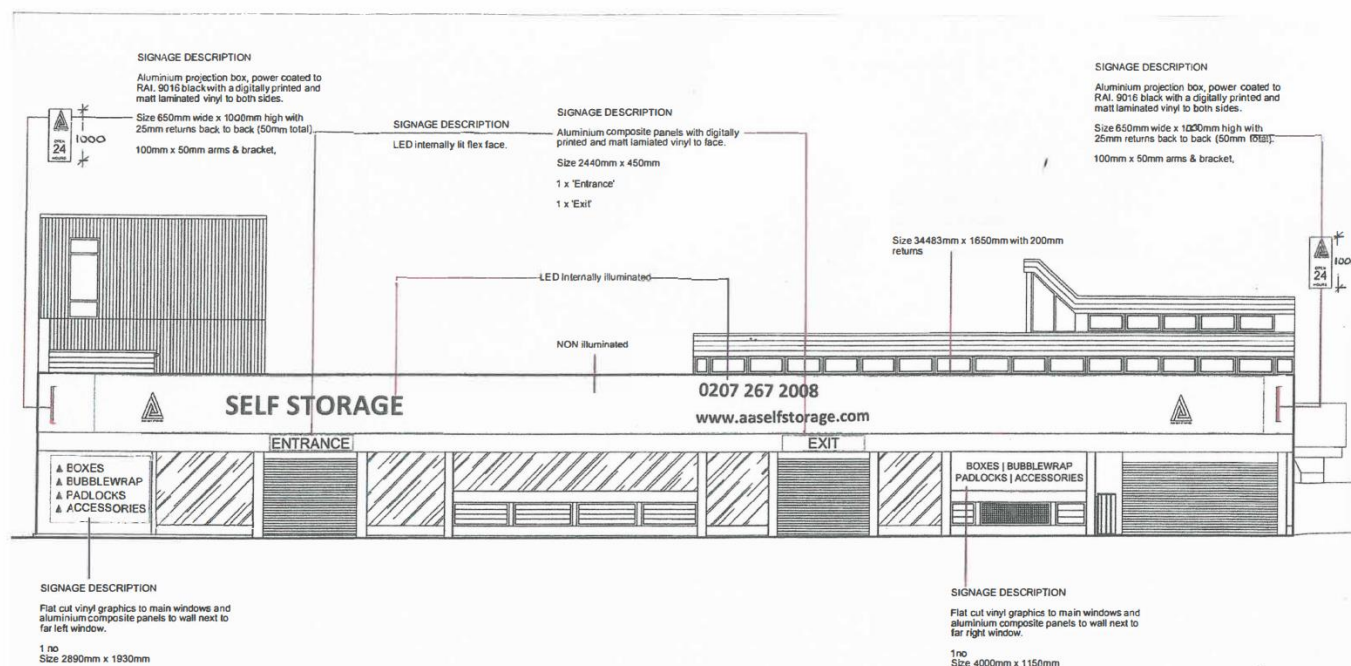 SIGNAGE DESCRIPTION
Aluminium projection box, power coated to
RAI. 9016 black with a digitally printed and
matt laminated vinyl to both sides.
Size 650mm wide x 1000mm high with
25mm returns back to back (50mm total).
100mm x 50mm arms & bracket,
OPEN
24
HOURS
1000
SIGNAGE DESCRIPTION
LED internally lit flex face.
SIGNAGE DESCRIPTION
Aluminium composite panels with digitally
printed and matt lamiated vinyl to face.
Size 2440mm x 450mm
1 x 'Entrance'
1 x 'Exit'
SIGNAGE DESCRIPTION
Aluminium projection box, power coated to
RAI. 9016 black with a digitally printed and
matt laminated vinyl to both sides.
Size 650mm wide x 1000mm high with
25mm returns back to back (50mm total).
100mm x 50mm arms & bracket,
OPEN
24
HOURS
100
Size 34483mm x 1650mm with 200mm
returns
LED Internally illuminated
NON illuminated
SELF STORAGE
0207 267 2008
www.aaselfstorage.com
ENTRANCE
EXIT
BOXES
BUBBLEWRAP
PADLOCKS
ACCESSORIES
BOXES | BUBBLEWRAP
PADLOCKS | ACCESSORIES
SIGNAGE DESCRIPTION
Flat cut vinyl graphics to main windows and
aluminium composite panels to wall next to
far left window.
1 no
Size 2890mm x 1930mm
SIGNAGE DESCRIPTION
Flat cut vinyl graphics to main windows and
aluminium composite panels to wall next to
far right window.
1no
Size 4000mm x 1150mm